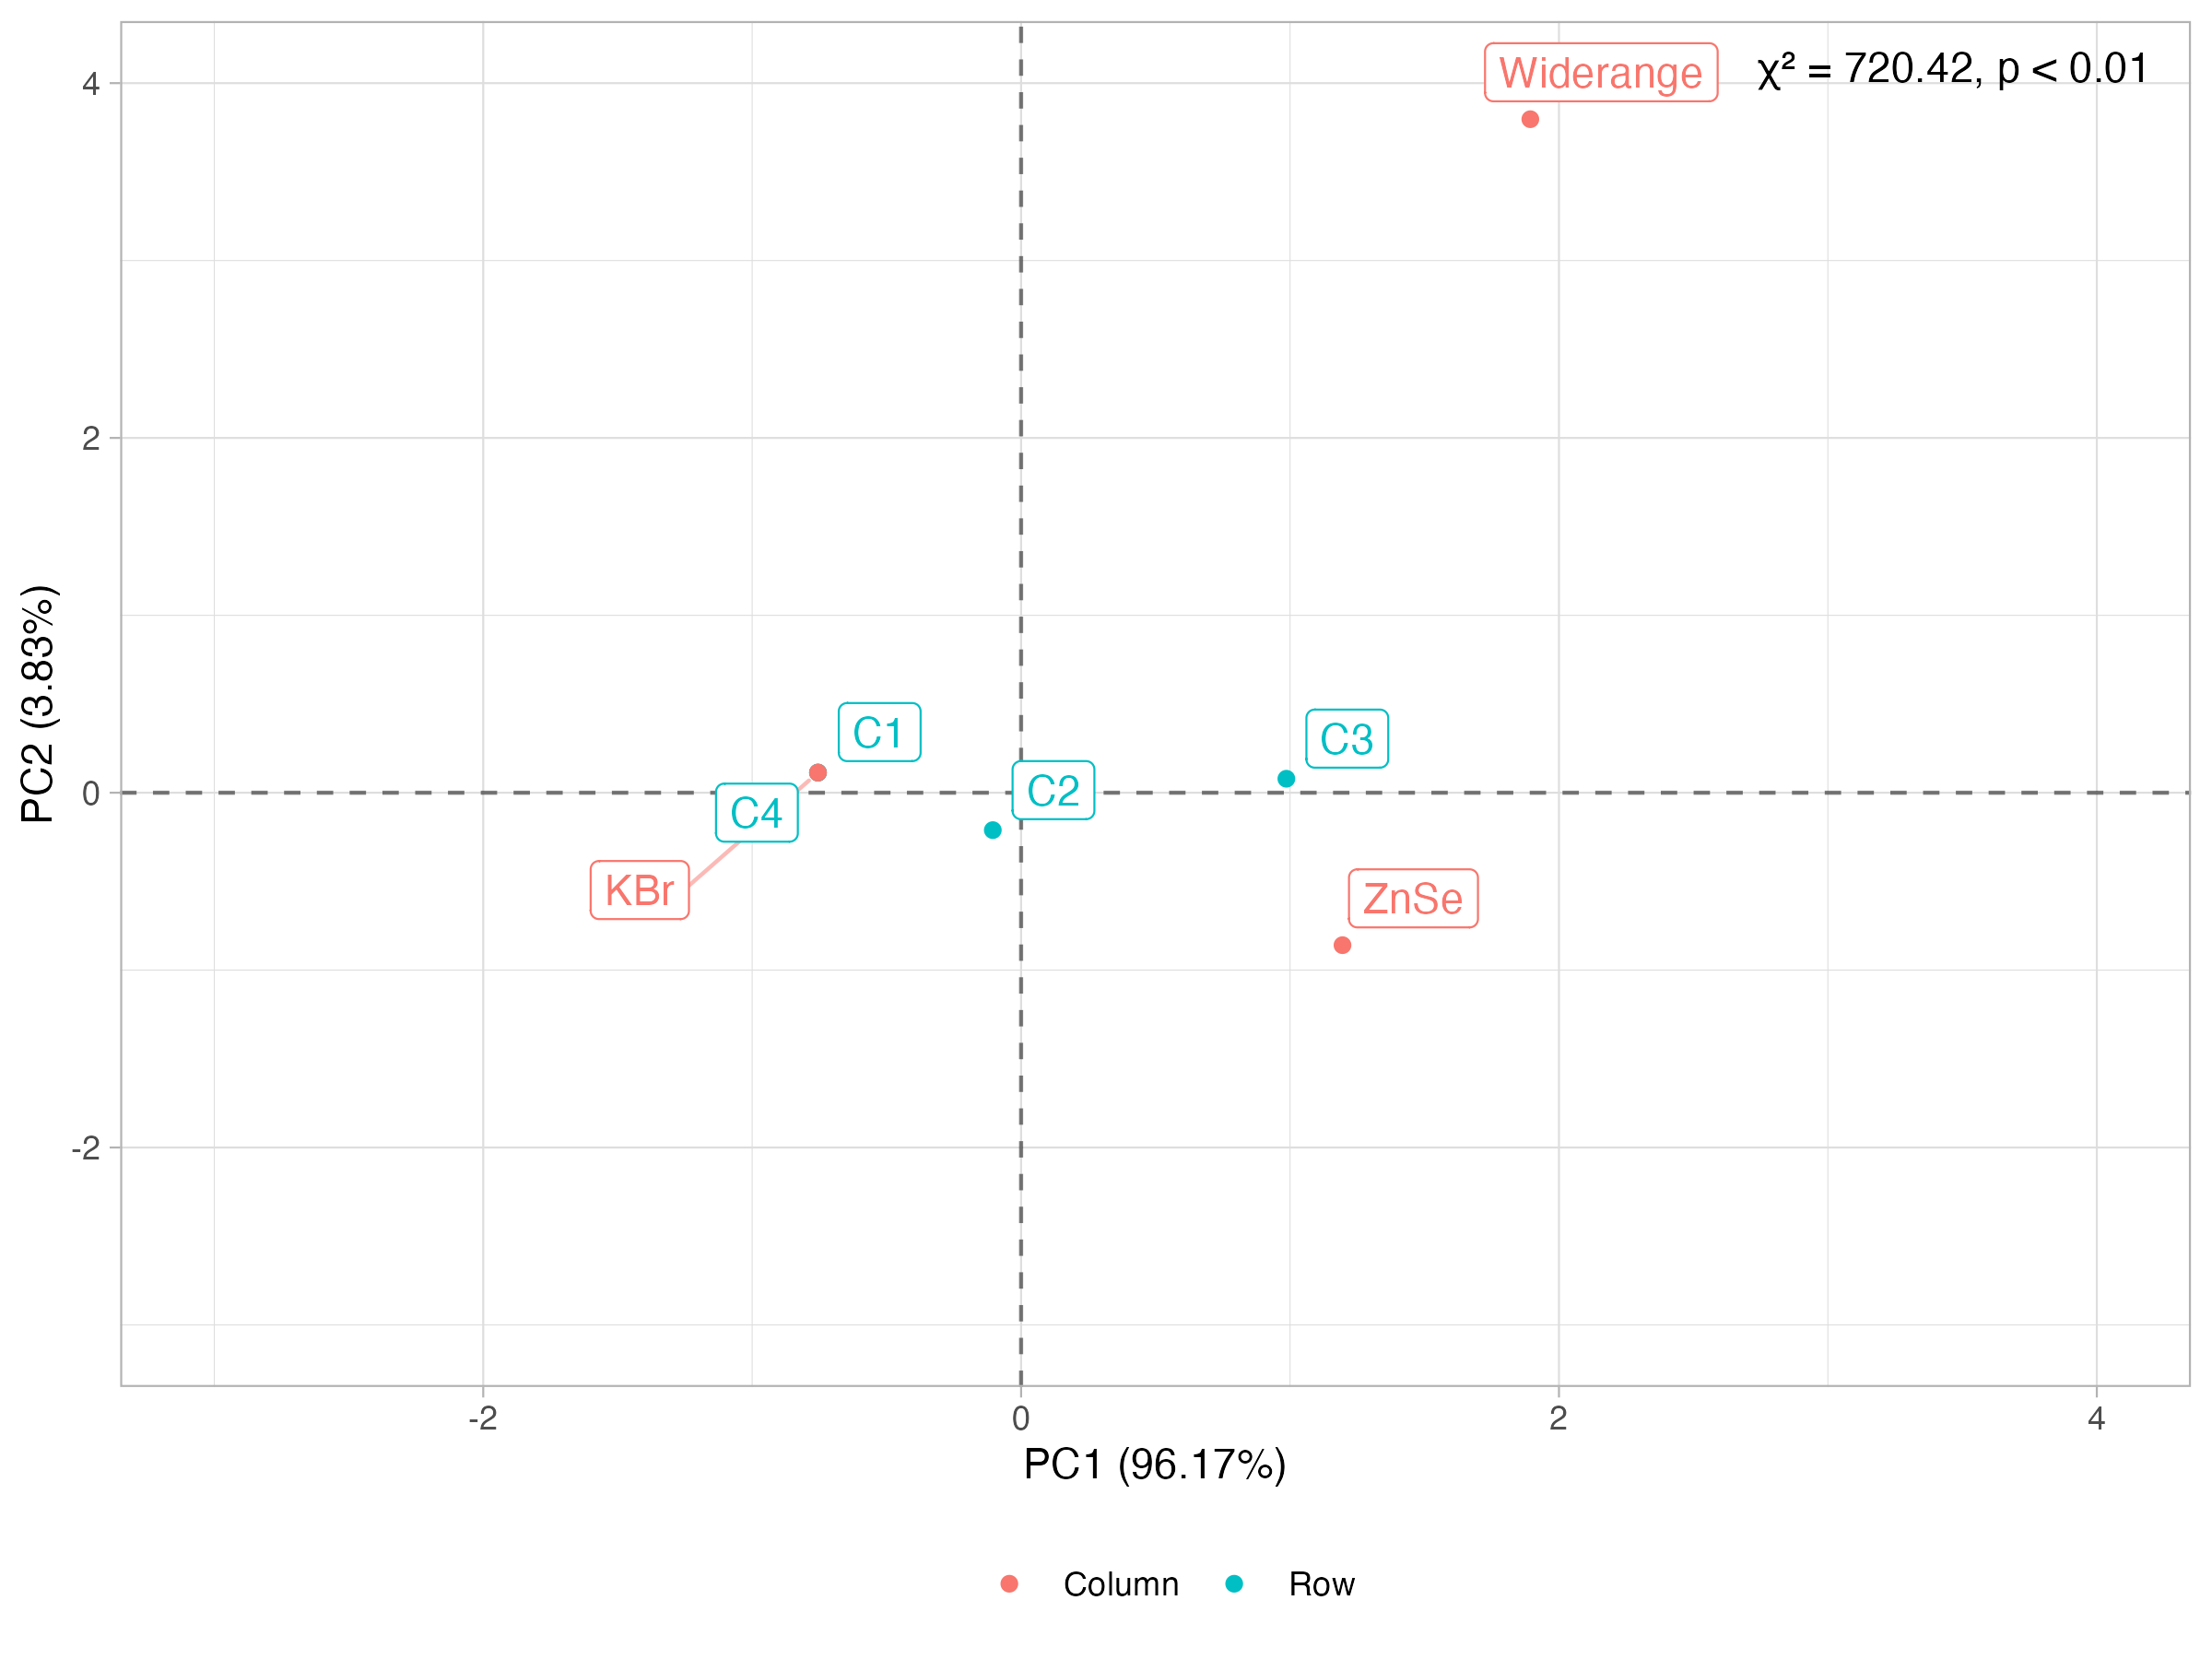 Widerange
χ² = 720.42, p < 0.01
4
2
0
-2
PC2 (3.83%)
C1
C3
C2
C4
KBr
ZnSe
-2
0
2
4
PC1 (96.17%)
Column
Row